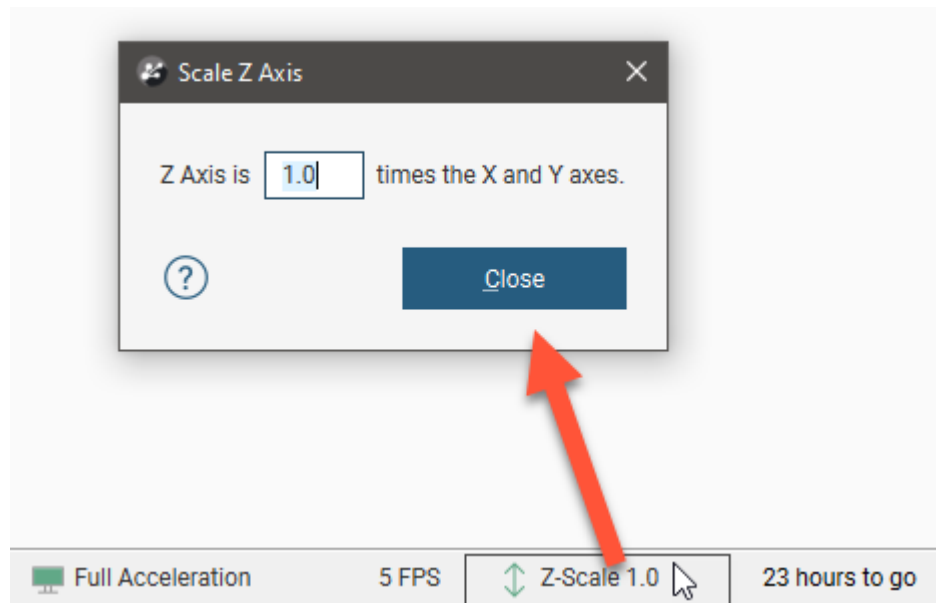 Scale Z Axis
Z Axis is 1.0 times the X and Y axes.
?
Close
Full Acceleration 5 FPS Z-Scale 1.0 23 hours to go